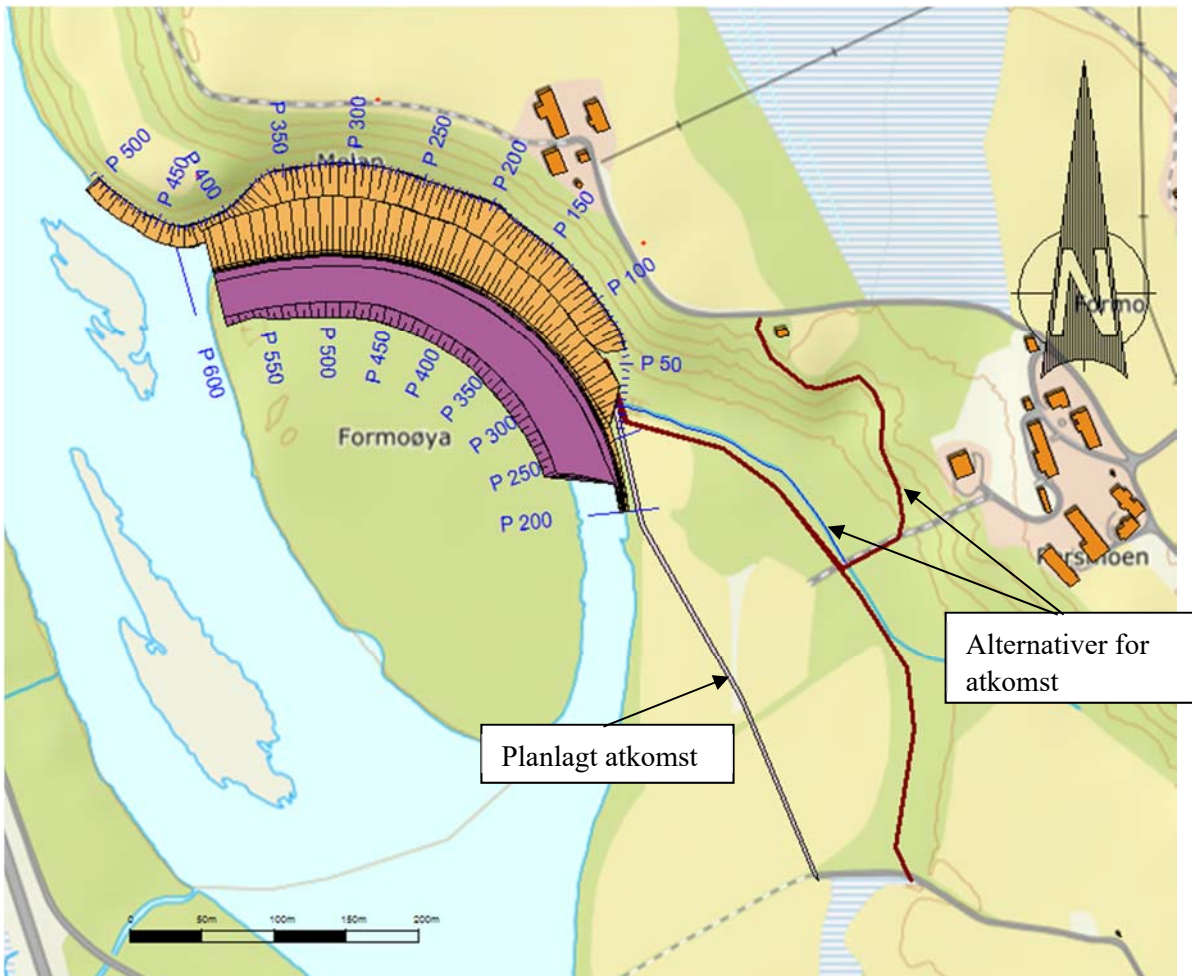 P 500
P 450
P 400
P 350
P 300
P 250
P 200
P 150
P 100
P 50
Melan
N
Formo
P 600
P 550
P 500
P 450
P 400
P 350
P 300
P 250
P 200
Formoøya
Forsmoen
Alternativer for
atkomst
Planlagt atkomst
0 50m 100m 150m 200m